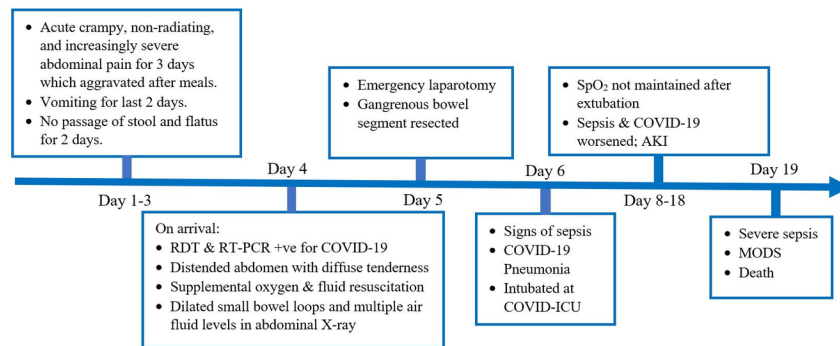 • Acute crampy, non-radiating,
and increasingly severe
abdominal pain for 3 days
which aggravated after meals.
• Vomiting for last 2 days.
• No passage of stool and flatus
for 2 days.
• Emergency laparotomy
• Gangrenous bowel
segment resected
• SpO₂ not maintained after
extubation
• Sepsis & COVID-19
worsened; AKI
Day 1-3
Day 4
Day 5
Day 6
Day 8-18
Day 19
On arrival:
• RDT & RT-PCR +ve for COVID-19
• Distended abdomen with diffuse tenderness
• Supplemental oxygen & fluid resuscitation
• Dilated small bowel loops and multiple air
fluid levels in abdominal X-ray
• Signs of sepsis
• COVID-19
Pneumonia
• Intubated at
COVID-ICU
• Severe sepsis
• MODS
• Death